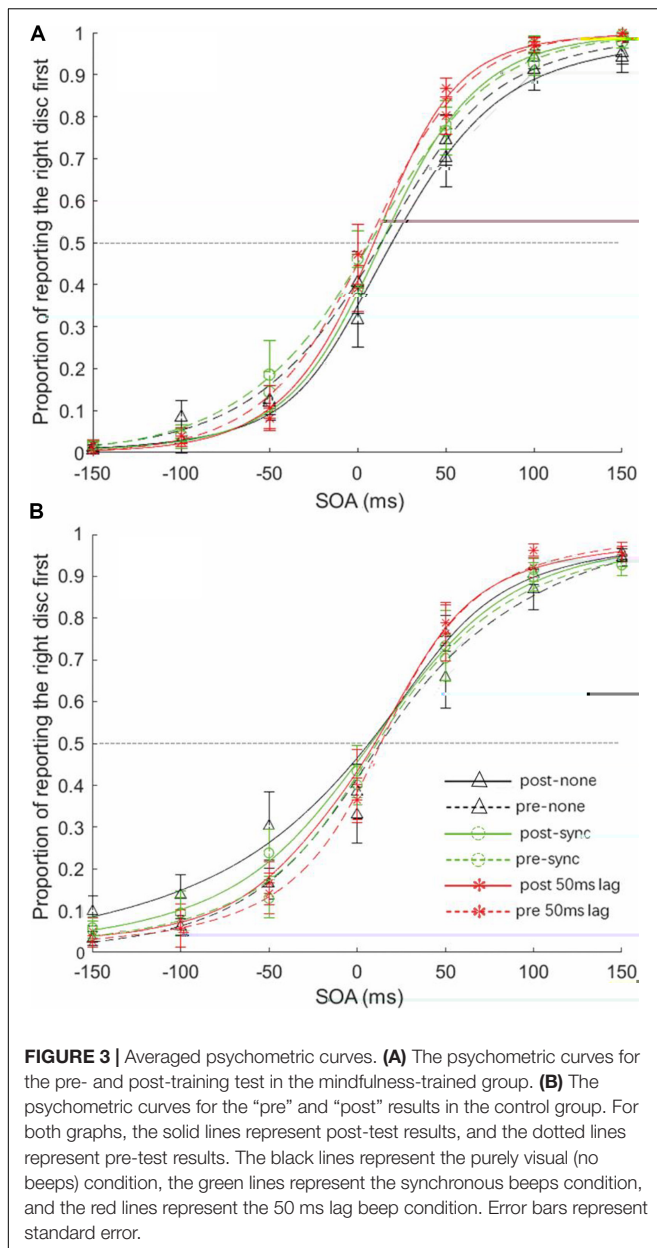 A
Proportion of reporting the right disc first
1
0.9
0.8
0.7
0.6
0.5
0.4
0.3
0.2
0.1
0
-150 -100 -50 0 50 100 150
SOA (ms)
B
Proportion of reporting the right disc first
1
0.9
0.8
0.7
0.6
0.5
0.4
0.3
0.2
0.1
0
post-none
pre-none
post-sync
pre-sync
post 50ms lag
pre 50ms lag
-150 -100 -50 0 50 100 150
SOA (ms)
FIGURE 3 | Averaged psychometric curves. (A) The psychometric curves for
the pre- and post-training test in the mindfulness-trained group. (B) The
psychometric curves for the “pre” and “post” results in the control group. For
both graphs, the solid lines represent post-test results, and the dotted lines
represent pre-test results. The black lines represent the purely visual (no
beeps) condition, the green lines represent the synchronous beeps condition,
and the red lines represent the 50 ms lag beep condition. Error bars represent
standard error.